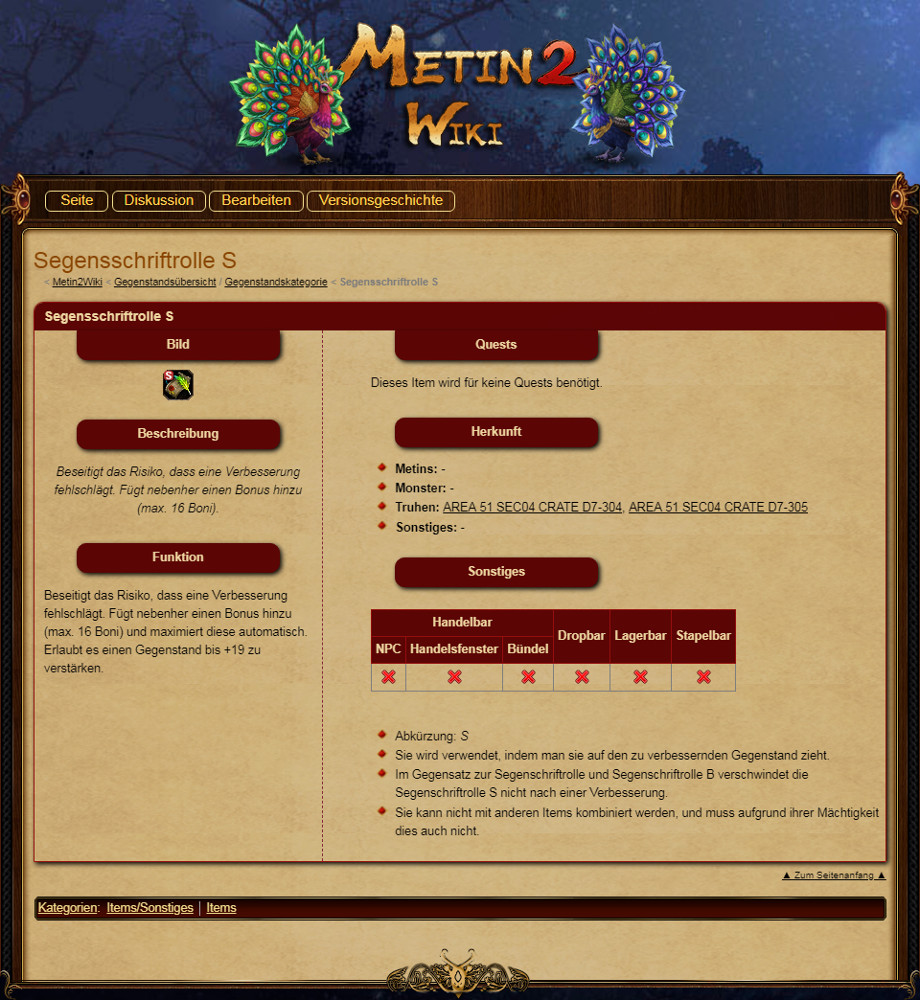 METIN2
WIKI
Seite Diskussion Bearbeiten Versionsgeschichte
Segensschriftrolle S
< Metin2Wiki < Gegenstandsübersicht / Gegenstandskategorie < Segensschriftrolle S
Segensschriftrolle S
Bild
S
Beschreibung
Beseitigt das Risiko, dass eine Verbesserung
fehlschlägt. Fügt nebenher einen Bonus hinzu
(max. 16 Boni).
Funktion
Beseitigt das Risiko, dass eine Verbesserung
fehlschlägt. Fügt nebenher einen Bonus hinzu
(max. 16 Boni) und maximiert diese automatisch.
Erlaubt es einen Gegenstand bis +19 zu
verstärken.
Quests
Dieses Item wird für keine Quests benötigt.
Herkunft
Metins: -
Monster: -
Truhen: AREA 51 SEC04 CRATE D7-304, AREA 51 SEC04 CRATE D7-305
Sonstiges: -
Sonstiges
Handelbar Dropbar Lagerbar Stapelbar
NPC Handelsfenster Bündel
Abkürzung: S
Sie wird verwendet, indem man sie auf den zu verbessernden Gegenstand zieht.
Im Gegensatz zur Segenschriftrolle und Segenschriftrolle B verschwindet die
Segenschriftrolle S nicht nach einer Verbesserung.
Sie kann nicht mit anderen Items kombiniert werden, und muss aufgrund ihrer Mächtigkeit
dies auch nicht.
▲ Zum Seitenanfang ▲
Kategorien: Items/Sonstiges | Items